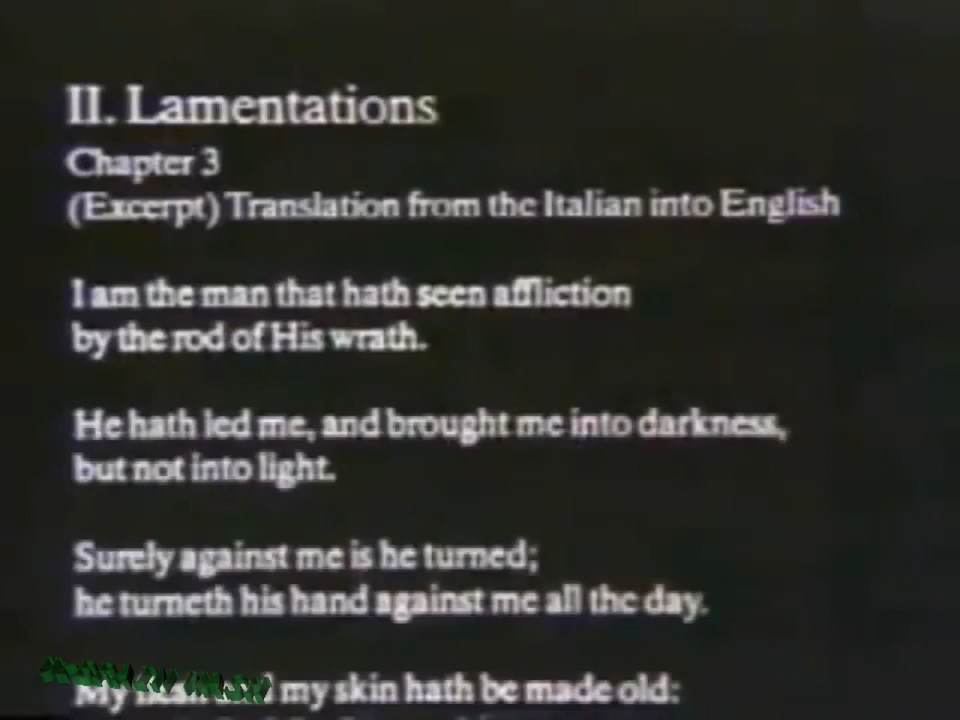 II. Lamentations
Chapter 3
(Excerpt) Translation from the Italian into English
I am the man that hath seen affliction
by the rod of His wrath.
He hath led me, and brought me into darkness,
but not into light.
Surely against me is he turned;
he turneth his hand against me all the day.
My my skin hath be made old: